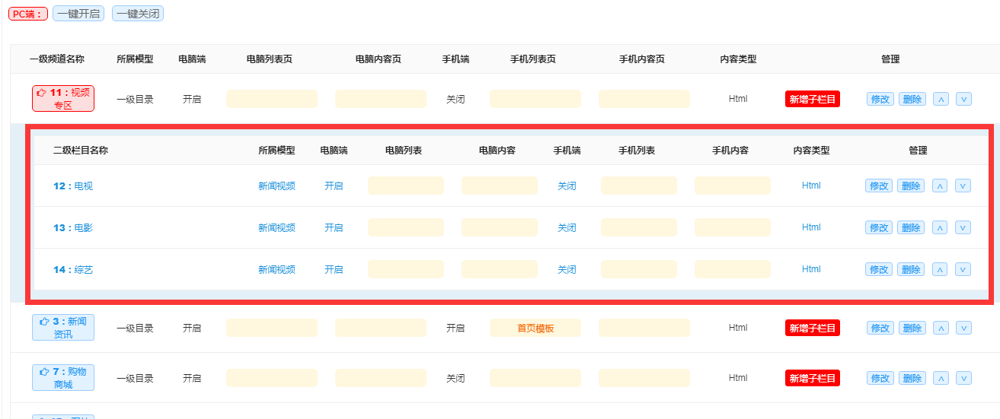 PC端： 一键开启 一键关闭
一级频道名称 所属模型 电脑端 电脑列表页 电脑内容页 手机端 手机列表页 手机内容页 内容类型 管理
11：视频专区 一级目录 开启 关闭 Html 新增子栏目 修改 删除 ∧ ∨
二级栏目名称 所属模型 电脑端 电脑列表 电脑内容 手机端 手机列表 手机内容 内容类型 管理
12：电视 新闻视频 开启 关闭 Html 修改 删除 ∧ ∨
13：电影 新闻视频 开启 关闭 Html 修改 删除 ∧ ∨
14：综艺 新闻视频 开启 关闭 Html 修改 删除 ∧ ∨
3：新闻资讯 一级目录 开启 开启 首页模板 Html 新增子栏目 修改 删除 ∧ ∨
7：购物商城 一级目录 开启 关闭 Html 新增子栏目 修改 删除 ∧ ∨